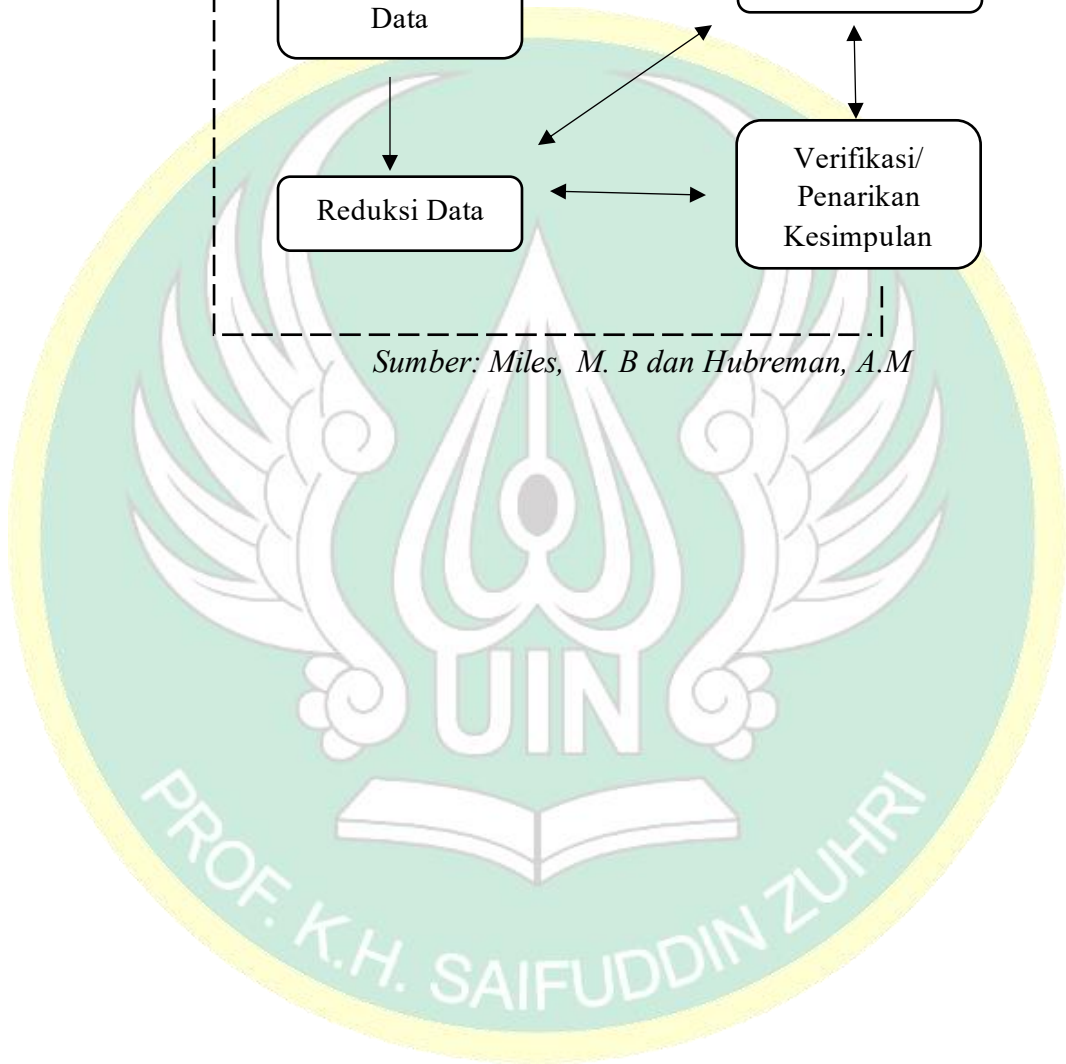 Data
Reduksi Data
Verifikasi/
Penarikan
Kesimpulan
Sumber: Miles, M. B dan Hubreman, A.M
UIN
PROF. K.H. SAIFUDDIN ZUHRI